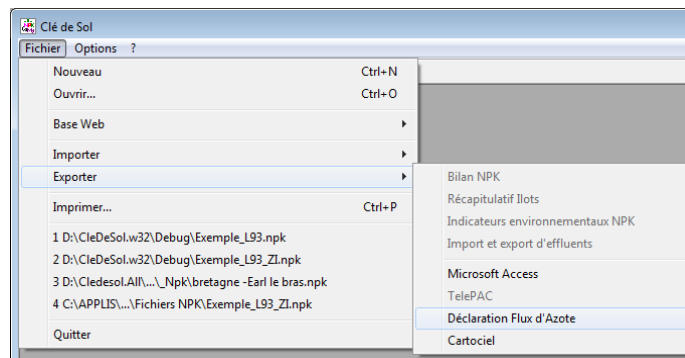 Clé de Sol
Fichier Options ?
Nouveau Ctrl+N
Ouvrir... Ctrl+O
Base Web
Importer
Exporter
Imprimer... Ctrl+P
1 D:\CleDeSol.w32\Debug\Exemple_L93.npk
2 D:\CleDeSol.w32\Debug\Exemple_L93_ZI.npk
3 D:\Cledesol.All\...\_Npk\bretagne -Earl le bras.npk
4 C:\APPLIS\...\Fichiers NPK\Exemple_L93_ZI.npk
Quitter
Bilan NPK
Récapitulatif Ilots
Indicateurs environnementaux NPK
Import et export d'effluents
Microsoft Access
TelePAC
Déclaration Flux d'Azote
Cartociel